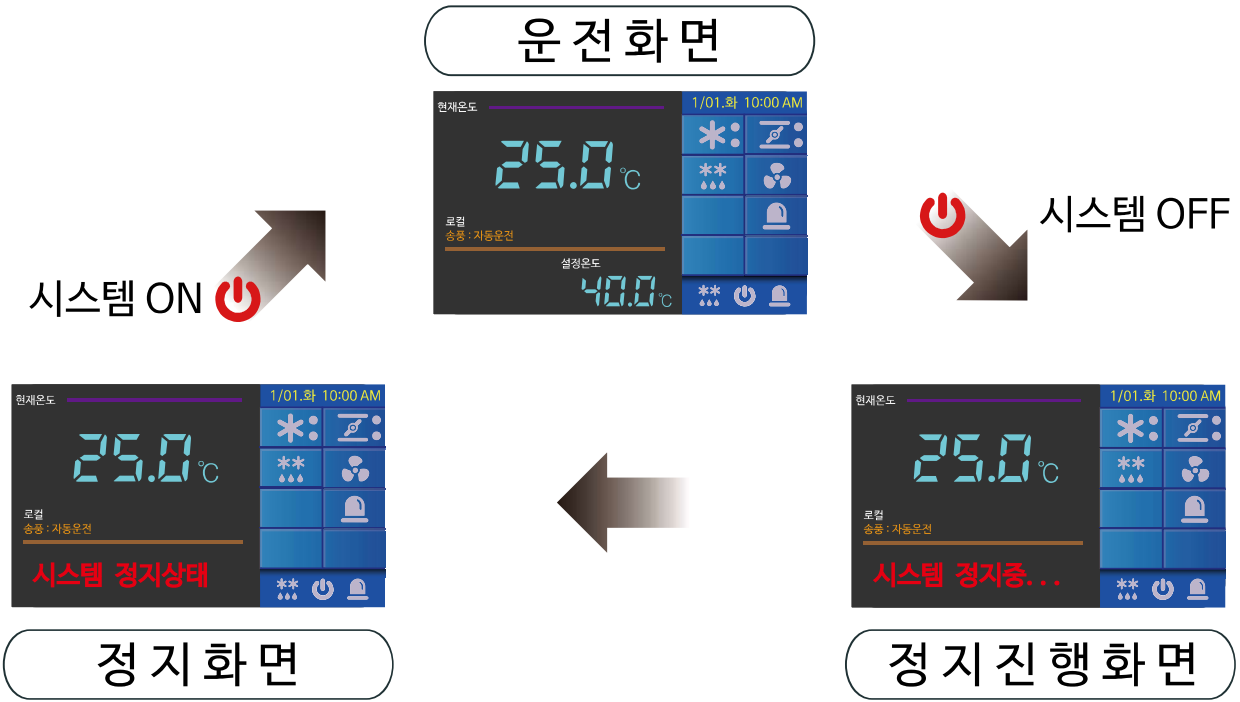 운전화면
현재온도
1/01.화 10:00 AM
25.0℃
로컬
송풍 : 자동운전
설정온도
40.0℃
시스템 ON
시스템 OFF
현재온도
1/01.화 10:00 AM
25.0℃
로컬
송풍 : 자동운전
시스템 정지상태
정지화면
현재온도
1/01.화 10:00 AM
25.0℃
로컬
송풍 : 자동운전
시스템 정지중...
정지진행화면